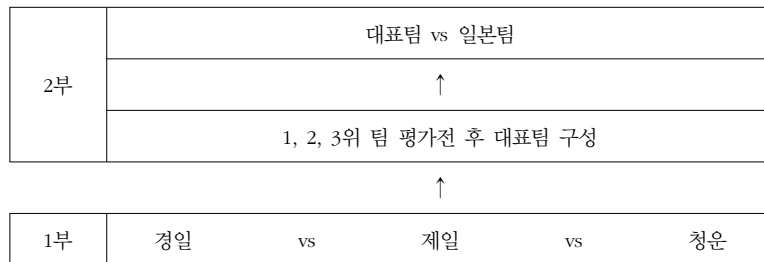 대표팀 vs 일본팀
2부
↑
1, 2, 3위 팀 평가전 후 대표팀 구성
↑
1부 경일 vs 제일 vs 청운